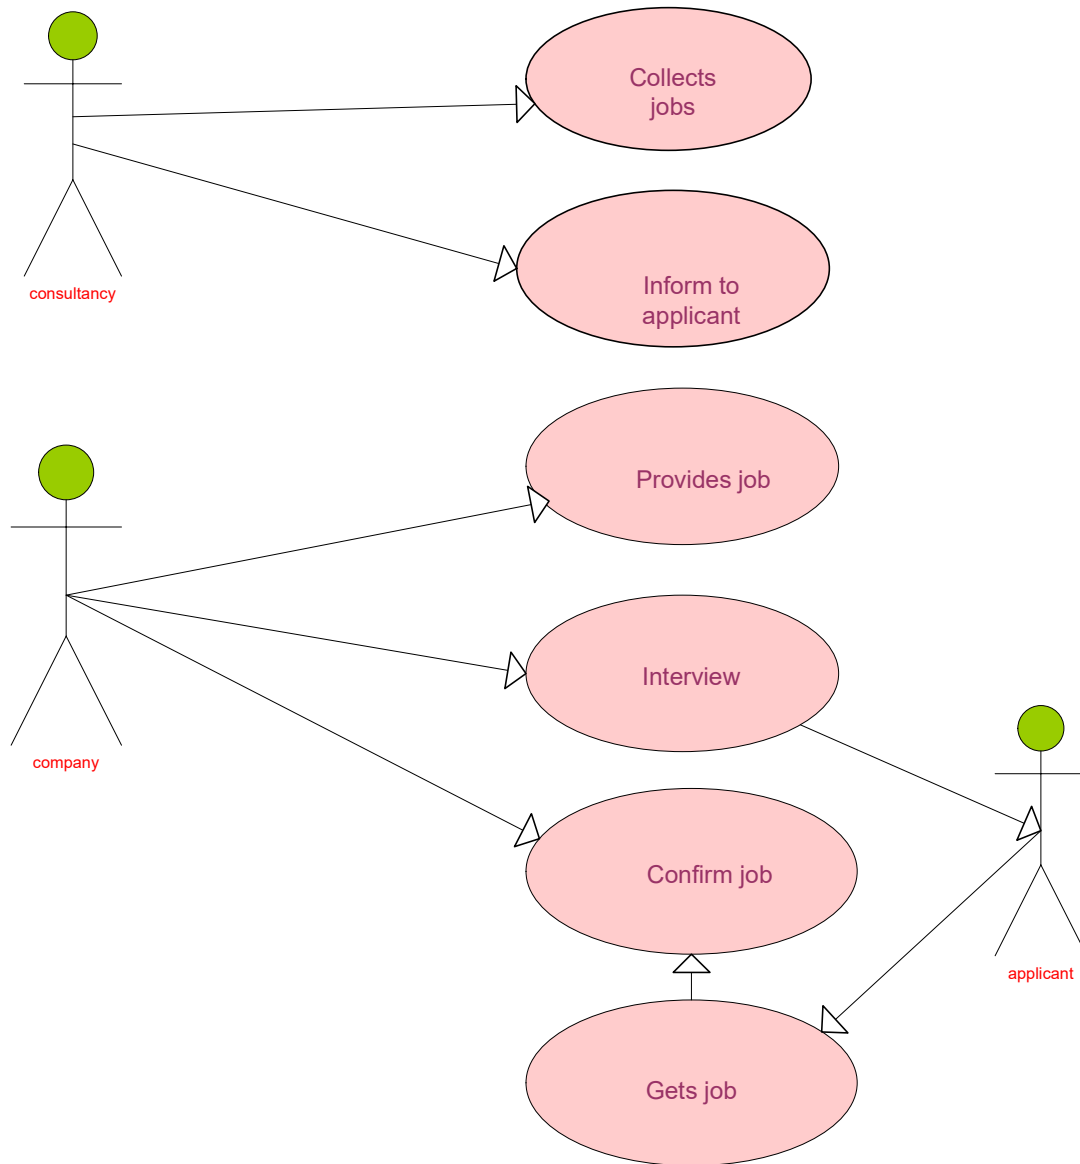 Collects
jobs
consultancy
Inform to
applicant
Provides job
Interview
company
Confirm job
applicant
Gets job